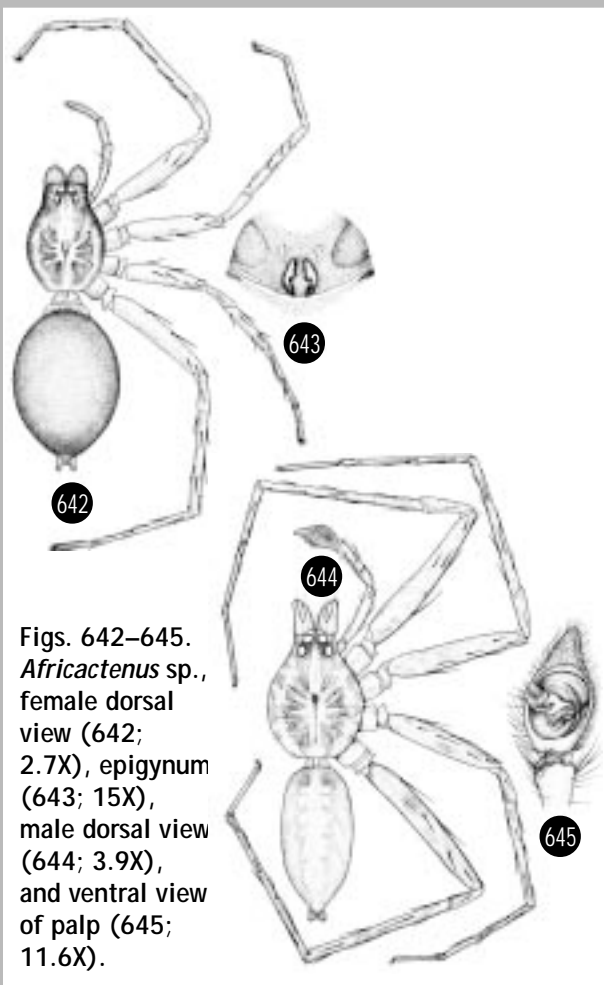 643
642
644
645
Figs. 642–645.
Africactenus sp.,
female dorsal
view (642;
2.7X), epigynum
(643; 15X),
male dorsal view
(644; 3.9X),
and ventral view
of palp (645;
11.6X).